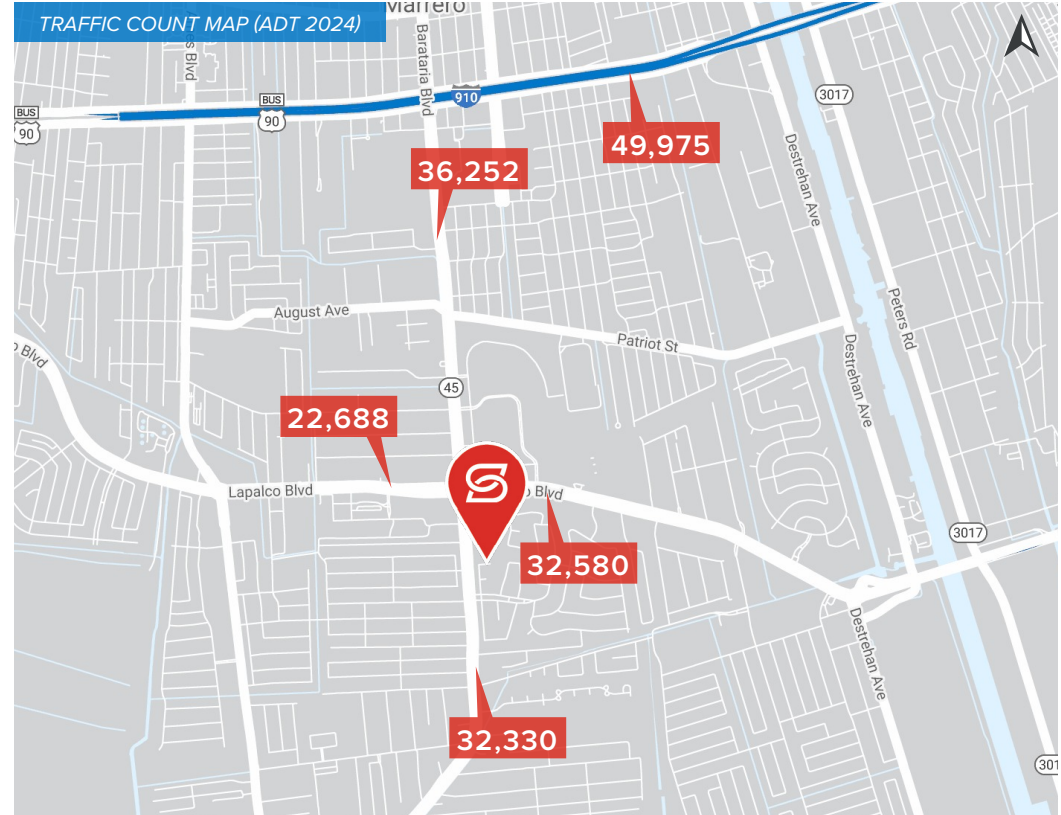 TRAFFIC COUNT MAP (ADT 2024)
Marrero
Barataria Blvd
BUS
90
BUS
90
910
3017
49,975
36,252
Destrehan Ave
Peters Rd
August Ave
Patriot St
Destrehan Ave
45
22,688
Lapalco Blvd
Blvd
Blvd
32,580
3017
Destrehan Ave
32,330